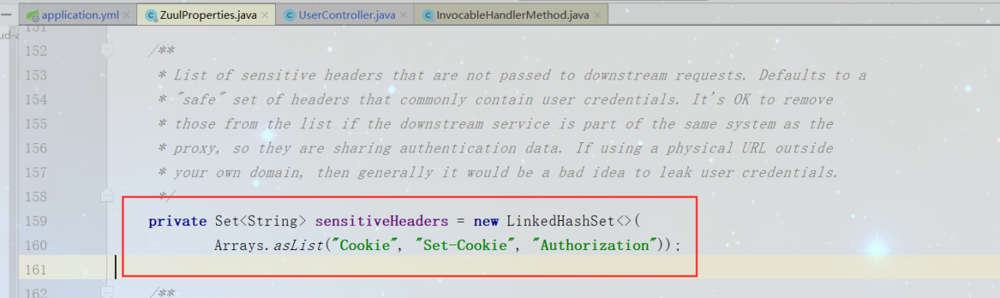 application.yml × ZuulProperties.java × UserController.java × InvocableHandlerMethod.java ×
151
152 /**
153 * List of sensitive headers that are not passed to downstream requests. Defaults to a
154 * "safe" set of headers that commonly contain user credentials. It's OK to remove
155 * those from the list if the downstream service is part of the same system as the
156 * proxy, so they are sharing authentication data. If using a physical URL outside
157 * your own domain, then generally it would be a bad idea to leak user credentials.
158 */
159 private Set<String> sensitiveHeaders = new LinkedHashSet<>(
160 Arrays.asList("Cookie", "Set-Cookie", "Authorization"));
161
162 /**